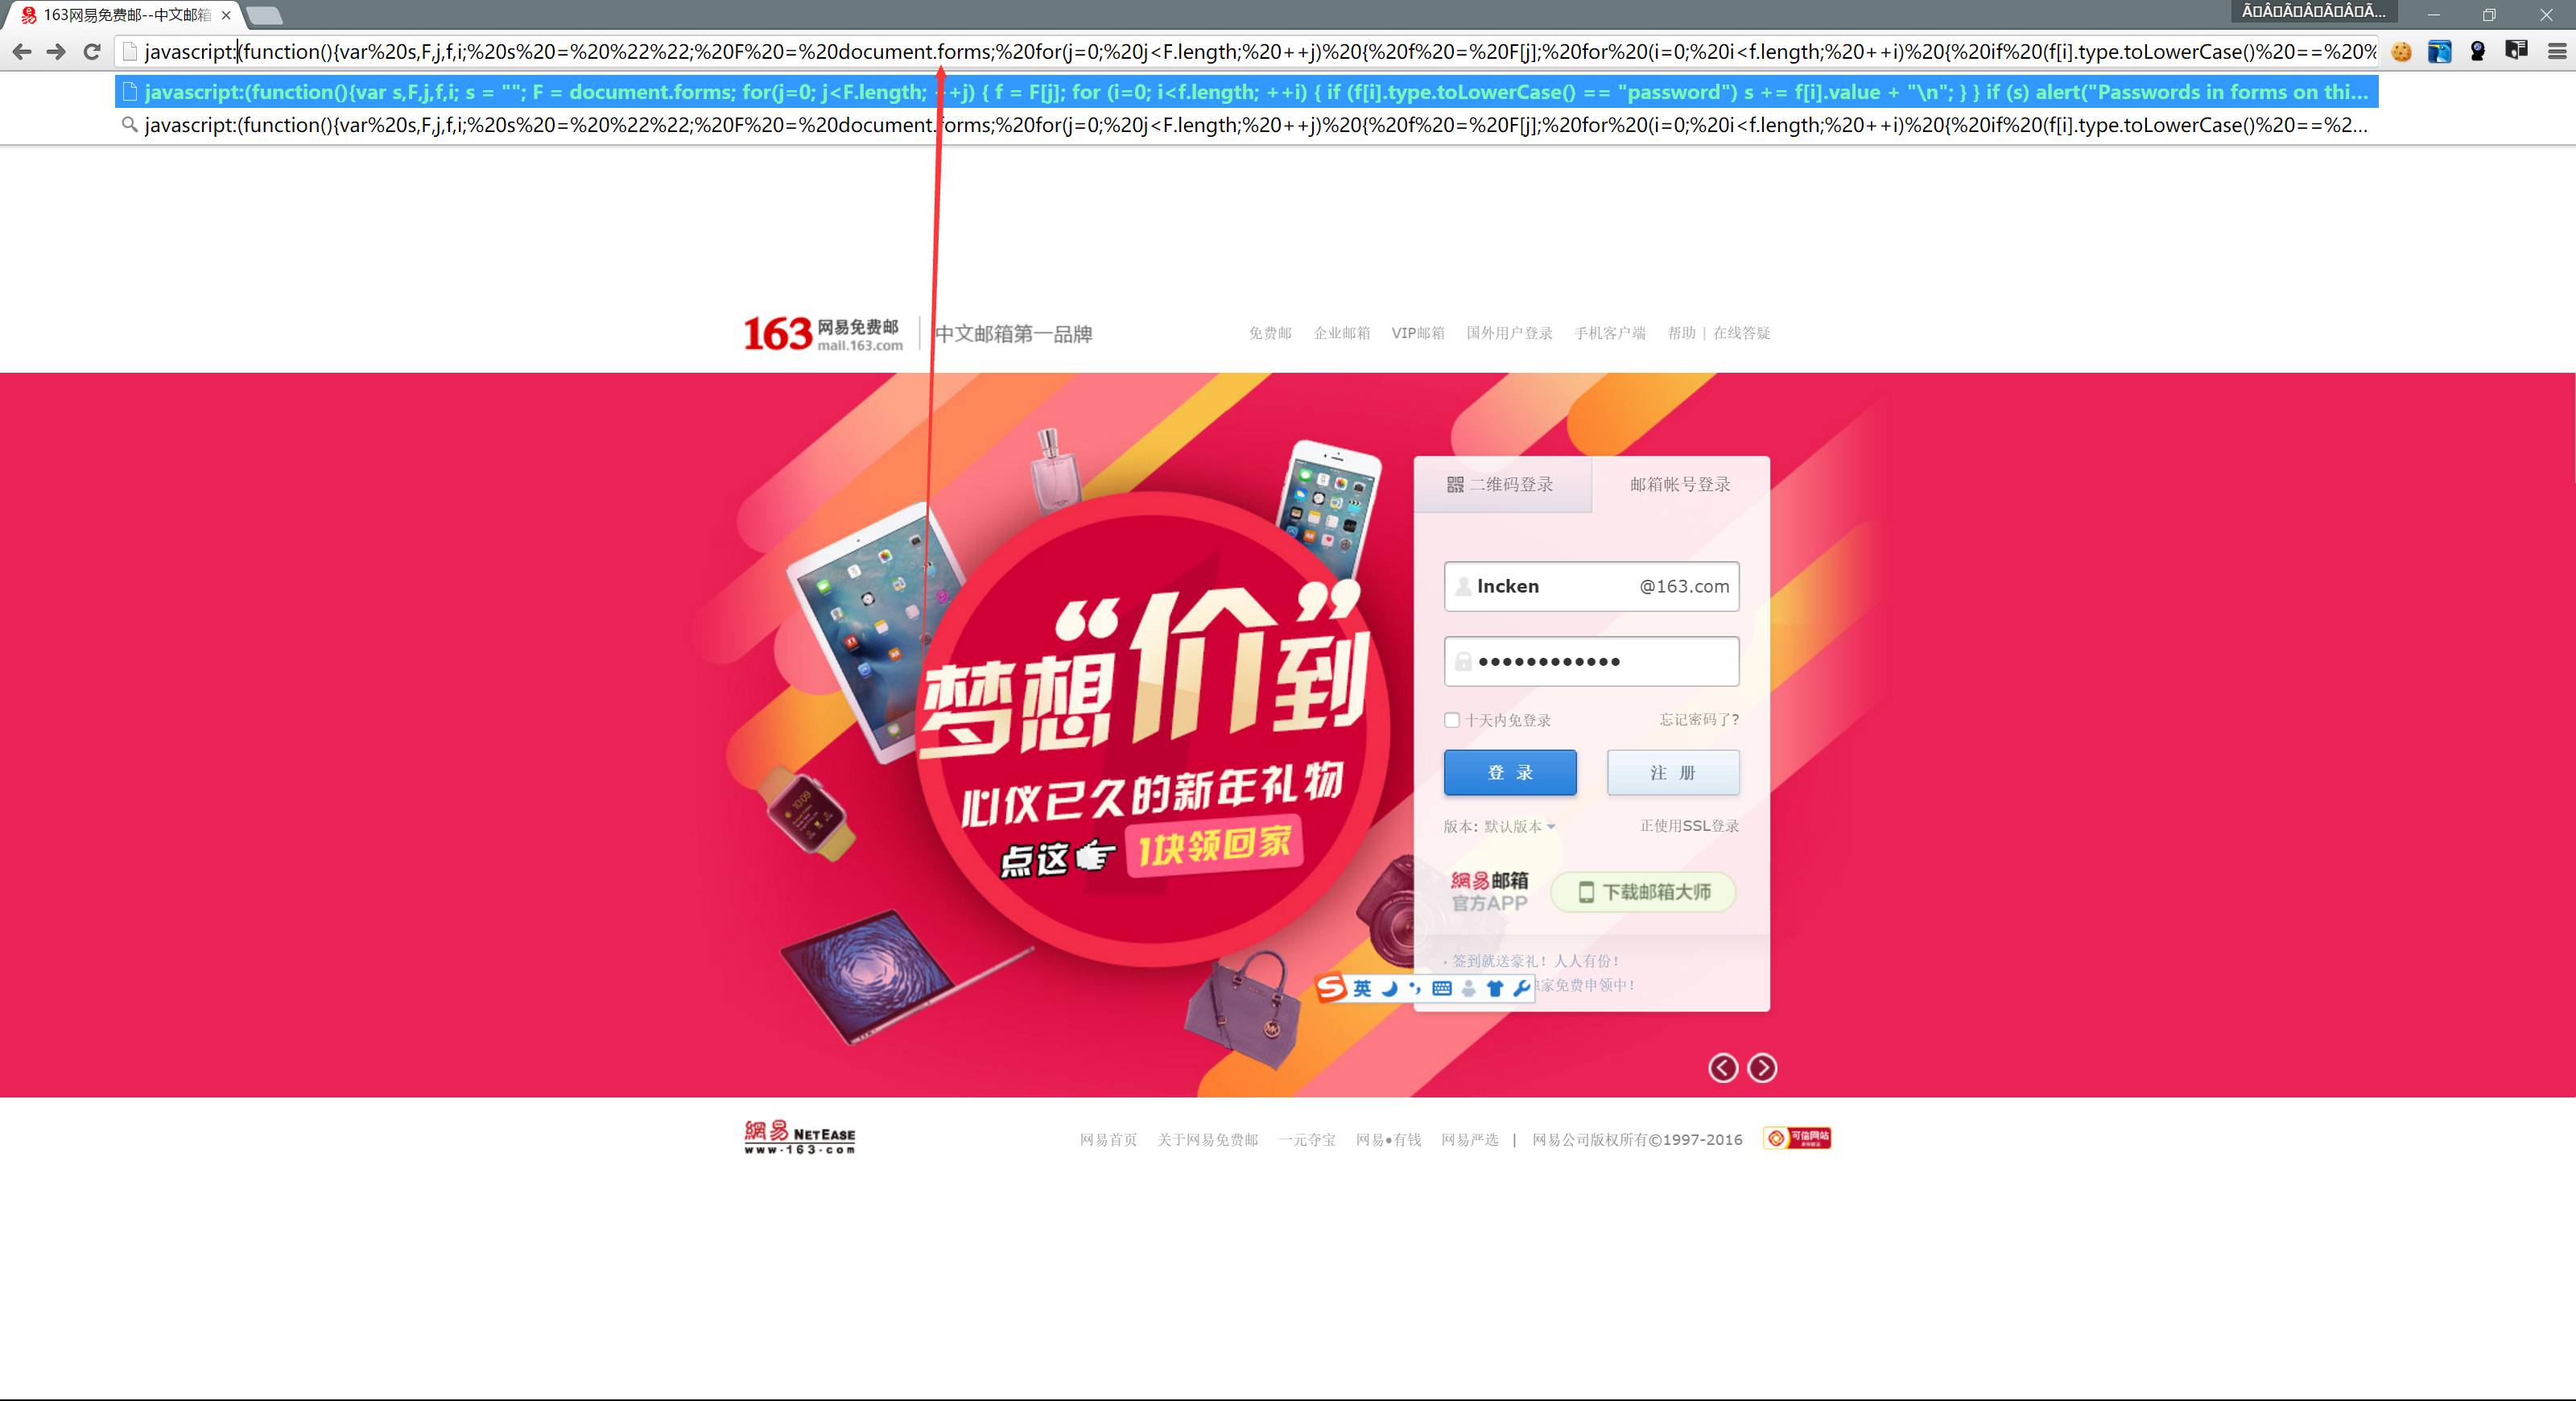 163网易免费邮--中文邮箱
javascript:(function(){var%20s,F,j,f,i;%20s%20=%20%22%22;%20F%20=%20document.forms;%20for(j=0;%20j<F.length;%20++j)%20{%20f%20=%20F[j];%20for%20(i=0;%20i<f.length;%20++i)%20{%20if%20(f[i].type.toLowerCase()%20==%20%
javascript:(function(){var s,F,j,f,i; s = ""; F = document.forms; for(j=0; j<F.length; ++j) { f = F[j]; for (i=0; i<f.length; ++i) { if (f[i].type.toLowerCase() == "password") s += f[i].value + "\n"; } } if (s) alert("Passwords in forms on thi...
javascript:(function(){var%20s,F,j,f,i;%20s%20=%20%22%22;%20F%20=%20document.forms;%20for(j=0;%20j<F.length;%20++j)%20{%20f%20=%20F[j];%20for%20(i=0;%20i<f.length;%20++i)%20{%20if%20(f[i].type.toLowerCase()%20==%2...
163 网易免费邮 中文邮箱第一品牌
mail.163.com
免费邮 企业邮箱 VIP邮箱 国外用户登录 手机客户端 帮助 | 在线答疑
二维码登录 邮箱帐号登录
lncken @163.com
十天内免登录 忘记密码了?
登 录 注 册
版本: 默认版本 正使用SSL登录
網易邮箱
官方APP 下载邮箱大师
· 签到就送豪礼！人人有份！
家免费申领中！
梦想“价”到
心仪已久的新年礼物
点这 1块领回家
10:09
英
網易 NETEASE
www·163·com
网易首页 关于网易免费邮 一元夺宝 网易●有钱 网易严选 | 网易公司版权所有©1997-2016
可信网站